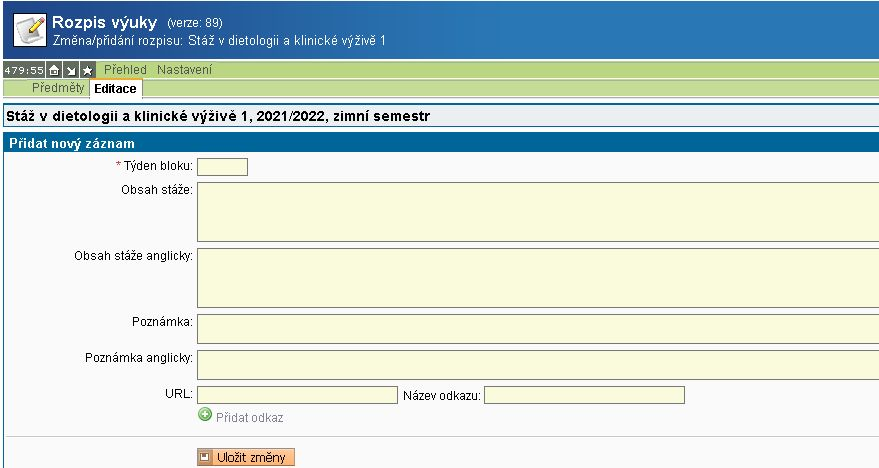 Rozpis výuky (verze: 89)
Změna/přidání rozpisu: Stáž v dietologii a klinické výživě 1
479:55 Přehled Nastavení
Předměty Editace
Stáž v dietologii a klinické výživě 1, 2021/2022, zimní semestr
Přidat nový záznam
* Týden bloku:
Obsah stáže:
Obsah stáže anglicky:
Poznámka:
Poznámka anglicky:
URL: Název odkazu:
Přidat odkaz
Uložit změny